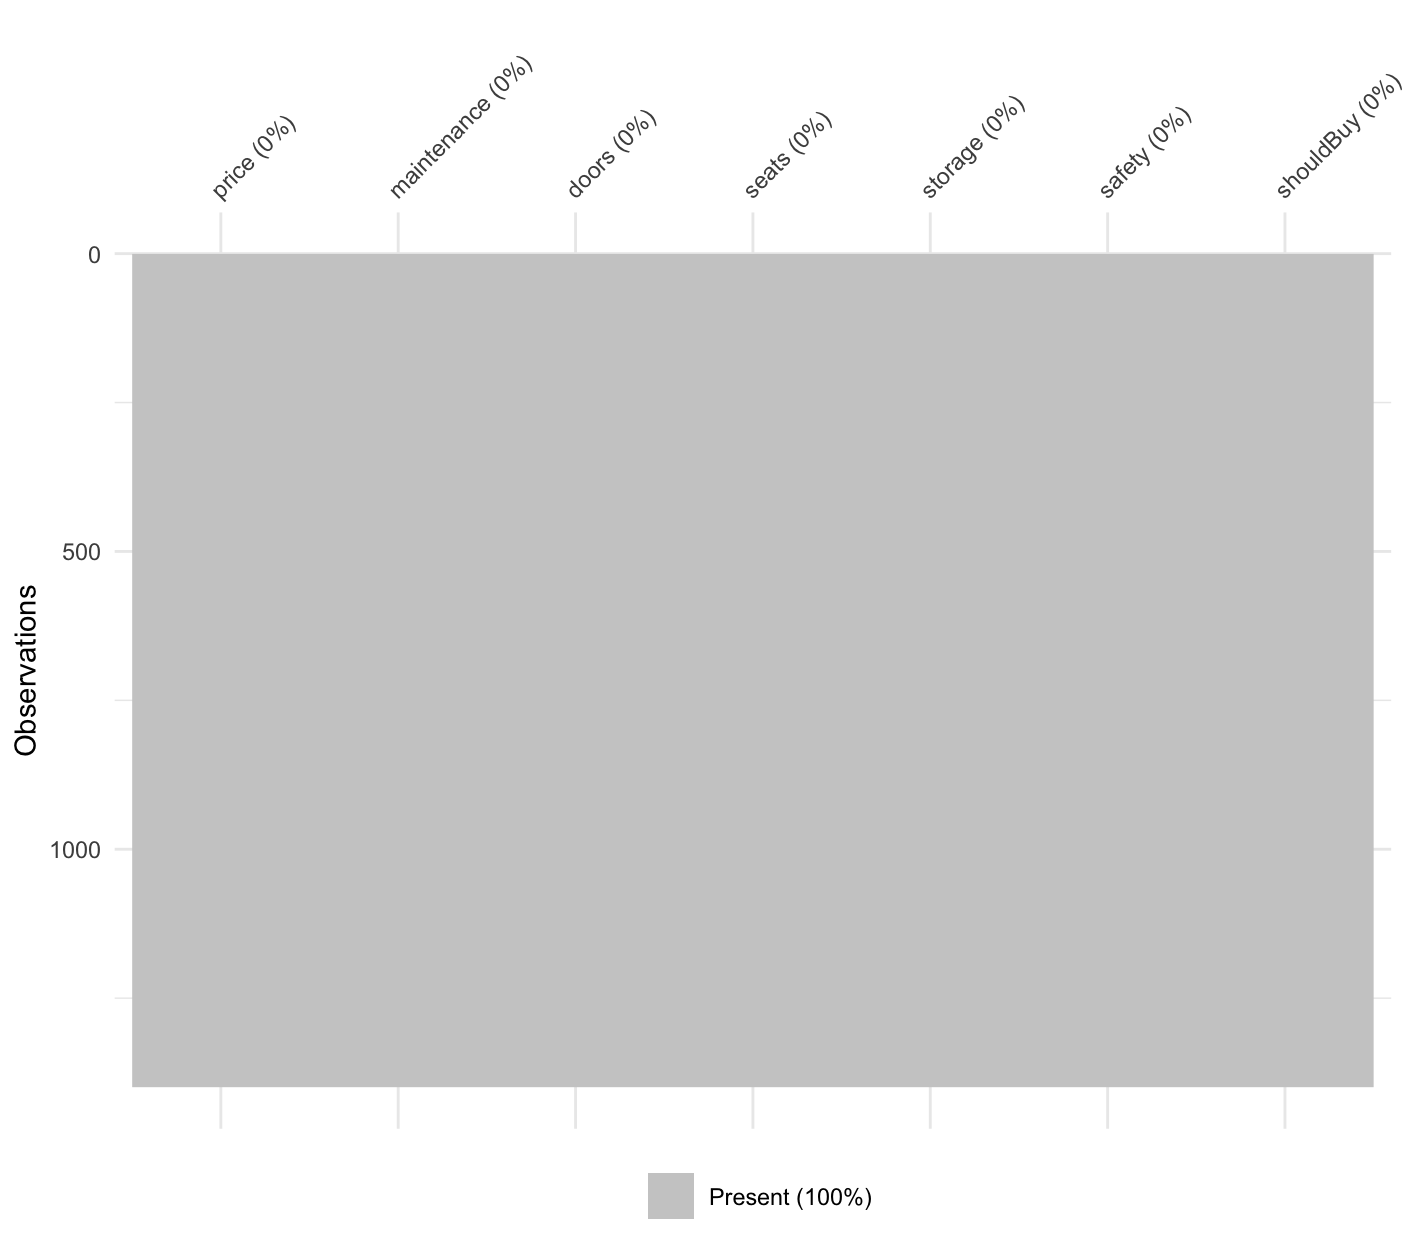 price (0%)
maintenance (0%)
doors (0%)
seats (0%)
storage (0%)
safety (0%)
shouldBuy (0%)
0
500
1000
Observations
Present (100%)